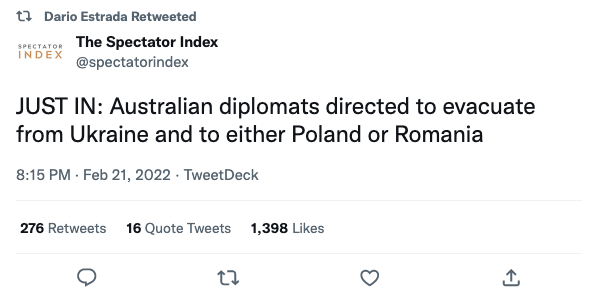 Dario Estrada Retweeted
SPECTATOR
INDEX
The Spectator Index
@spectatorindex
JUST IN: Australian diplomats directed to evacuate
from Ukraine and to either Poland or Romania
8:15 PM · Feb 21, 2022 · TweetDeck
276 Retweets 16 Quote Tweets 1,398 Likes